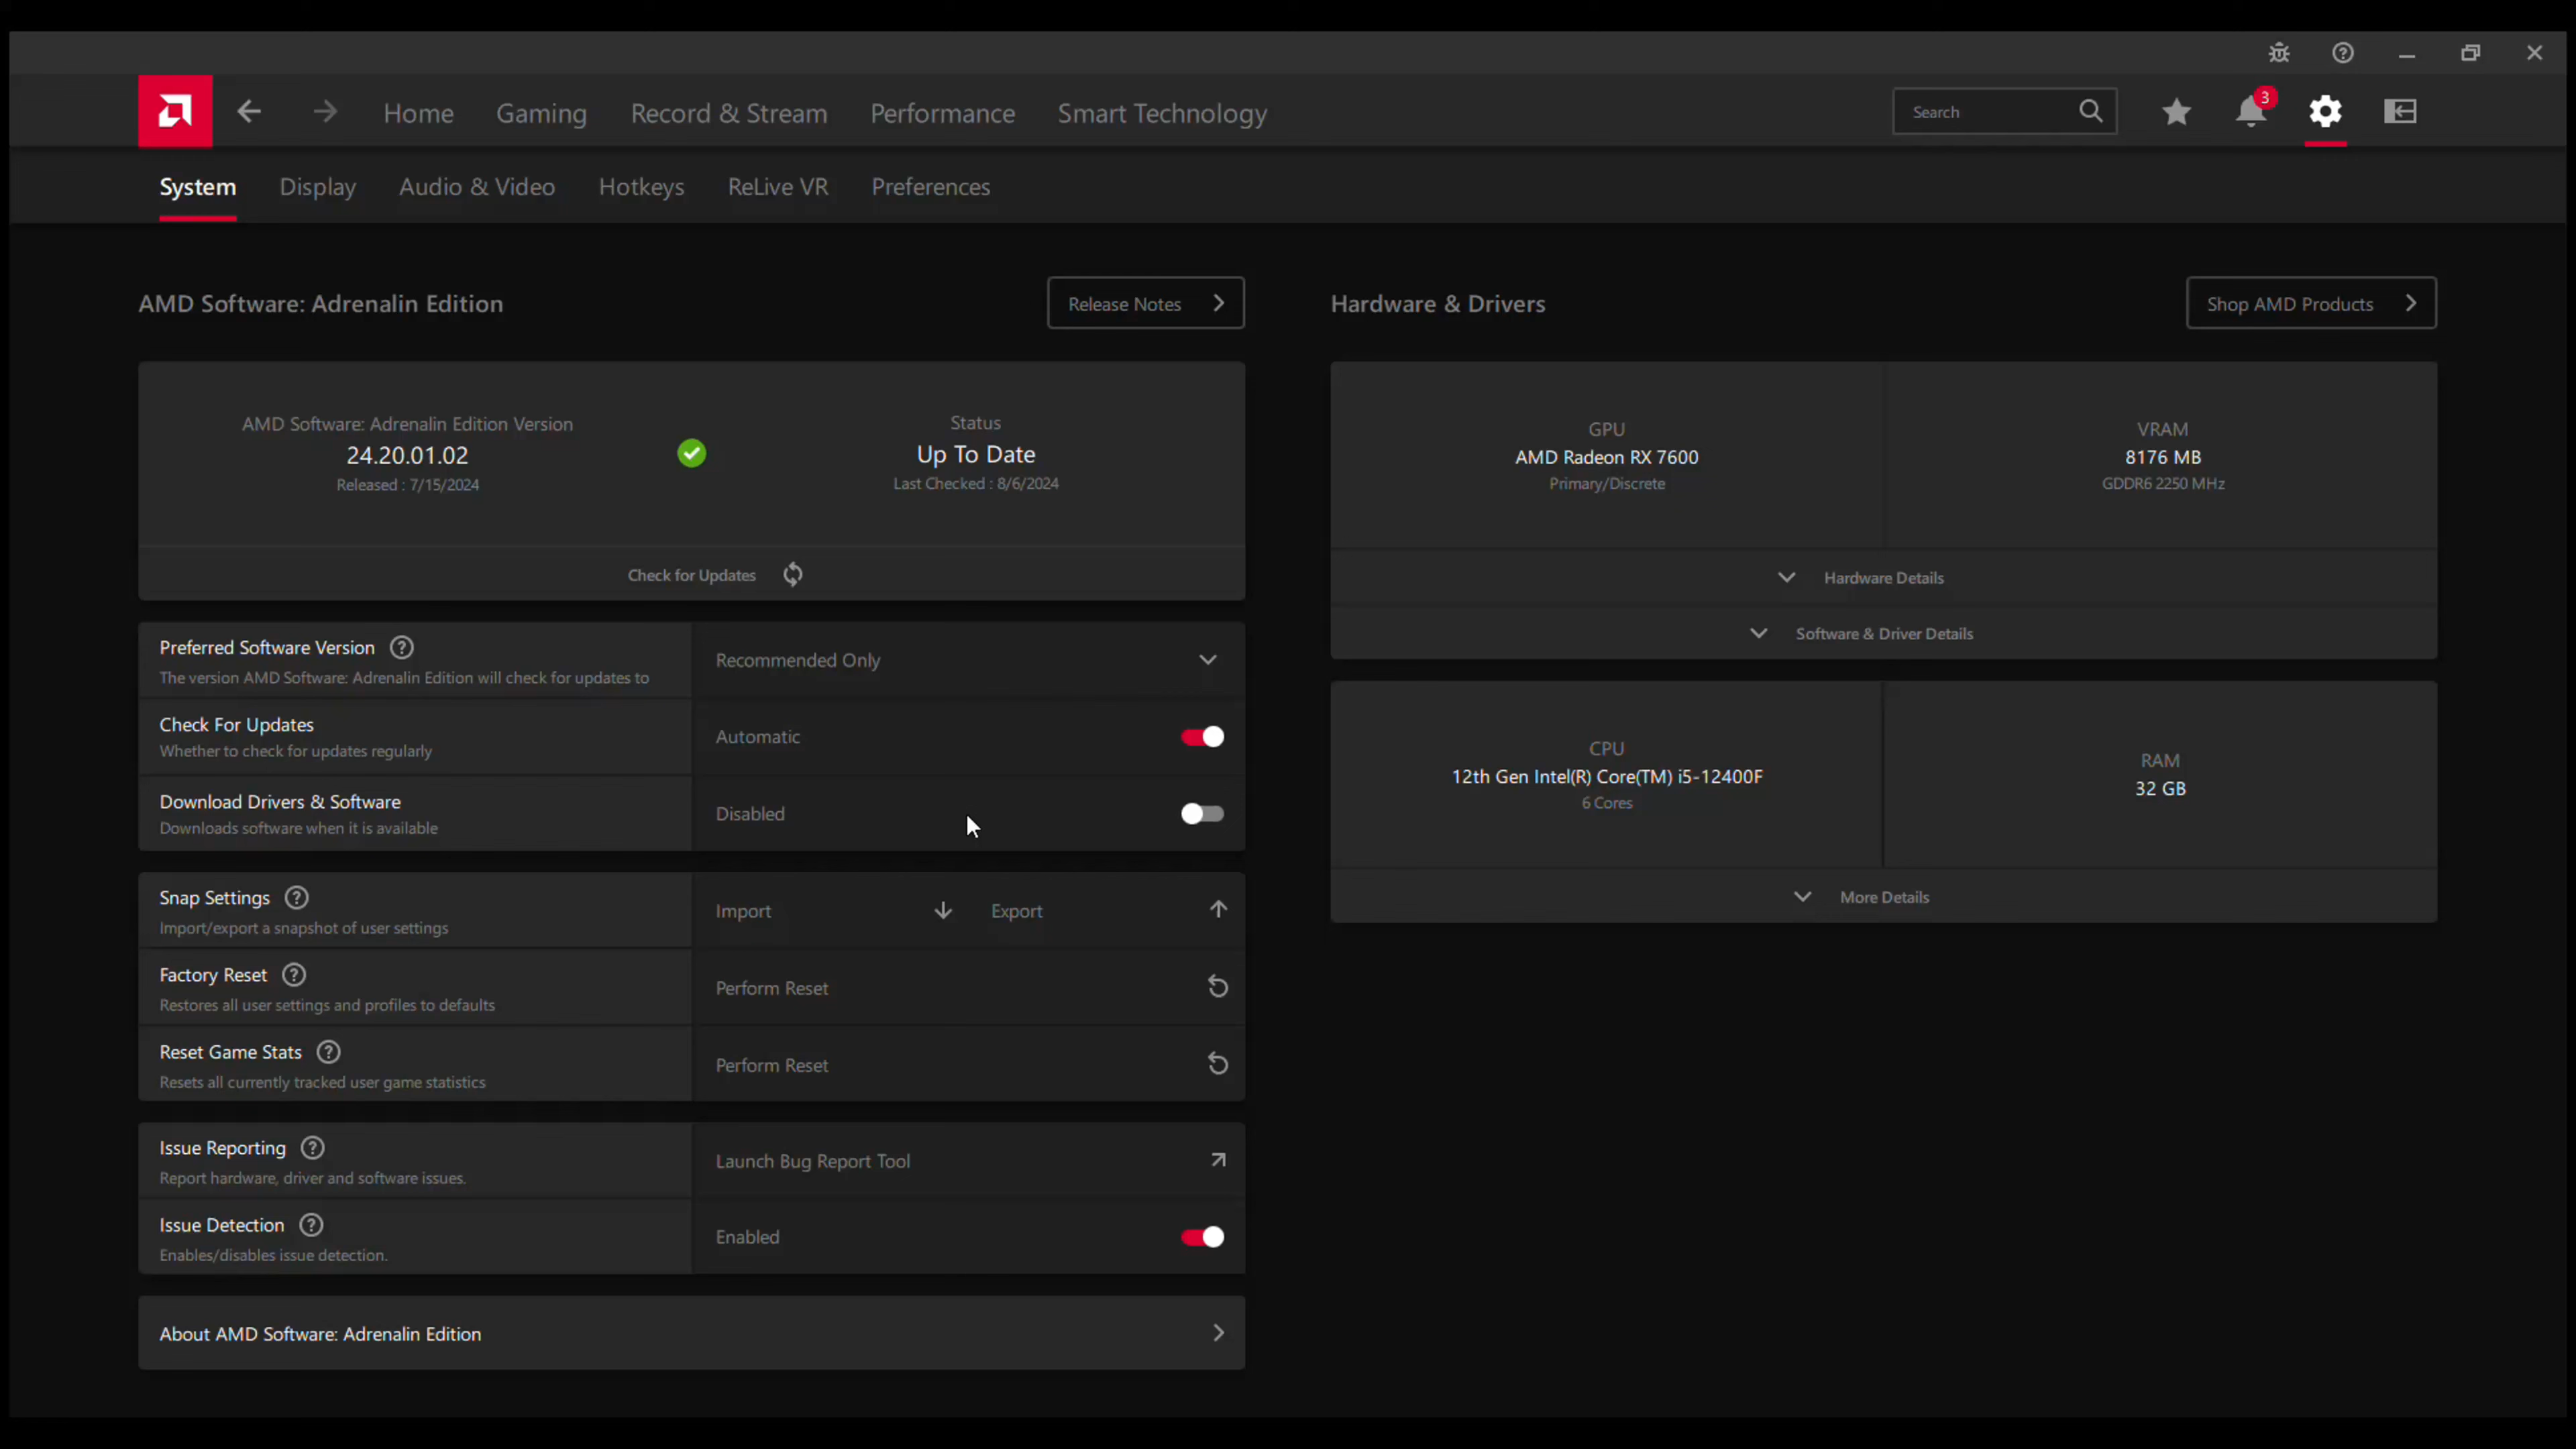 3
Home Gaming Record & Stream Performance Smart Technology Search
System Display Audio & Video Hotkeys ReLive VR Preferences
AMD Software: Adrenalin Edition
Release Notes
AMD Software: Adrenalin Edition Version
24.20.01.02
Released : 7/15/2024
Status
Up To Date
Last Checked : 8/6/2024
Check for Updates
Preferred Software Version
The version AMD Software: Adrenalin Edition will check for updates to
Recommended Only
Check For Updates
Whether to check for updates regularly
Automatic
Download Drivers & Software
Downloads software when it is available
Disabled
Snap Settings
Import/export a snapshot of user settings
Import Export
Factory Reset
Restores all user settings and profiles to defaults
Perform Reset
Reset Game Stats
Resets all currently tracked user game statistics
Perform Reset
Issue Reporting
Report hardware, driver and software issues.
Launch Bug Report Tool
Issue Detection
Enables/disables issue detection.
Enabled
About AMD Software: Adrenalin Edition
Hardware & Drivers
Shop AMD Products
GPU
AMD Radeon RX 7600
Primary/Discrete
VRAM
8176 MB
GDDR6 2250 MHz
Hardware Details
Software & Driver Details
CPU
12th Gen Intel(R) Core(TM) i5-12400F
6 Cores
RAM
32 GB
More Details